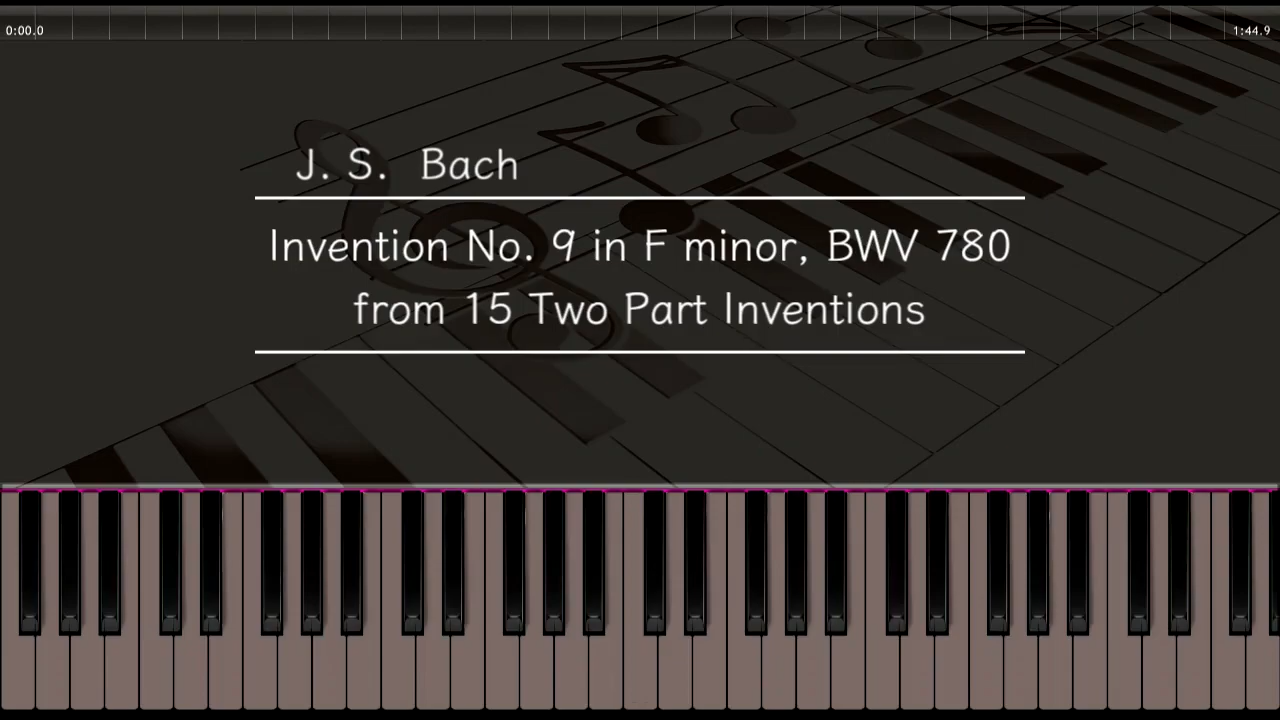 0:00.0
1:44.9
J. S. Bach
Invention No. 9 in F minor, BWV 780
from 15 Two Part Inventions